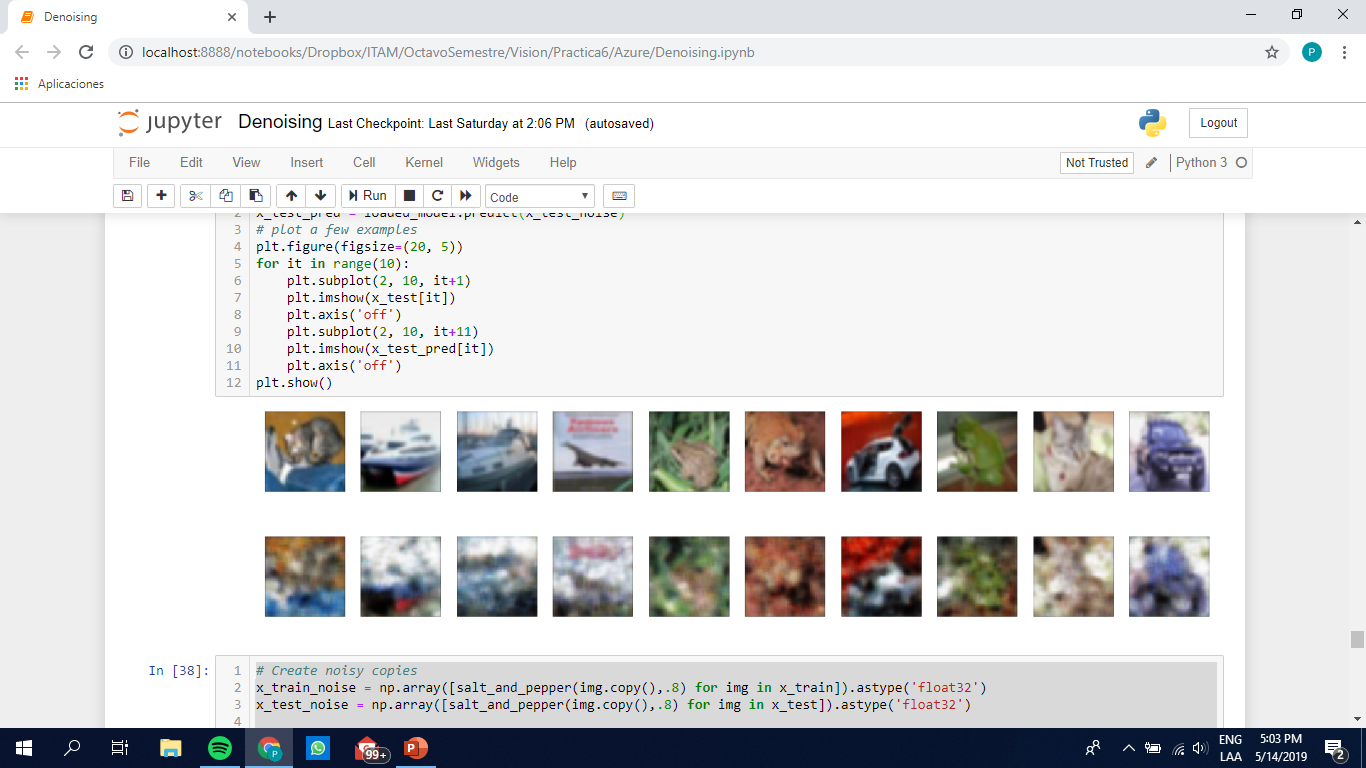 Denoising
localhost:8888/notebooks/Dropbox/ITAM/OctavoSemestre/Vision/Practica6/Azure/Denoising.ipynb
P
Aplicaciones
jupyter Denoising Last Checkpoint: Last Saturday at 2:06 PM (autosaved)
Logout
File Edit View Insert Cell Kernel Widgets Help
Not Trusted Python 3
Run Code
2 x_test_pred = loaded_model.predict(x_test_noise)
3 # plot a few examples
4 plt.figure(figsize=(20, 5))
5 for it in range(10):
6     plt.subplot(2, 10, it+1)
7     plt.imshow(x_test[it])
8     plt.axis('off')
9     plt.subplot(2, 10, it+11)
10     plt.imshow(x_test_pred[it])
11     plt.axis('off')
12 plt.show()
Famous
Airliners
In [38]:
1 # Create noisy copies
2 x_train_noise = np.array([salt_and_pepper(img.copy(),.8) for img in x_train]).astype('float32')
3 x_test_noise = np.array([salt_and_pepper(img.copy(),.8) for img in x_test]).astype('float32')
4
P
99+
P
ENG
LAA
5:03 PM
5/14/2019
2